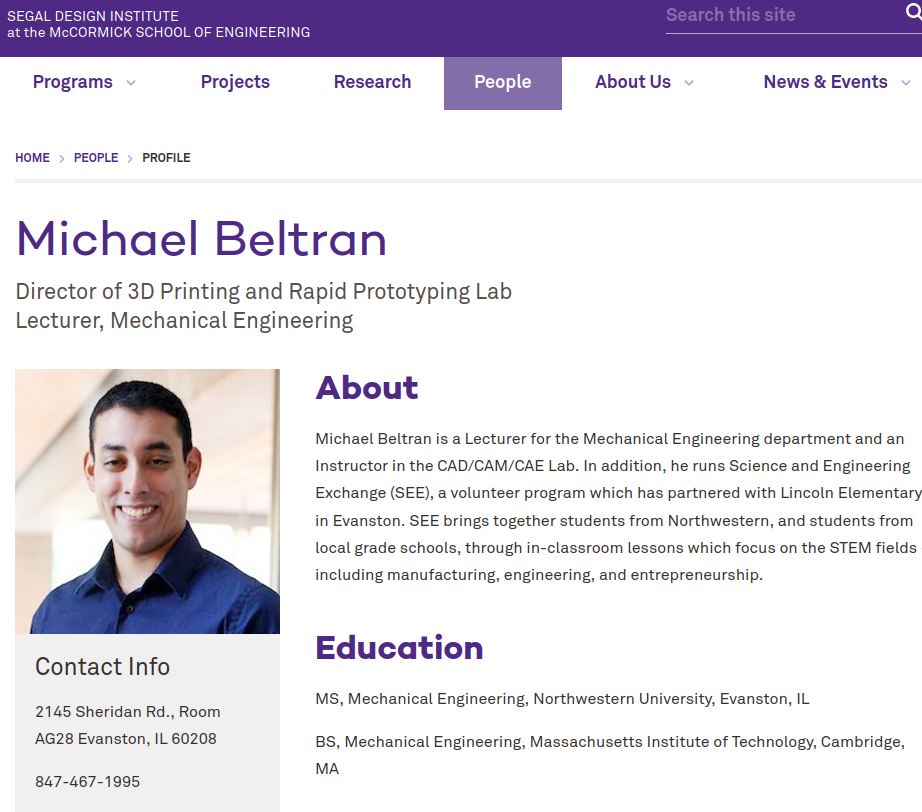 SEGAL DESIGN INSTITUTE
at the McCORMICK SCHOOL OF ENGINEERING
Search this site
Programs
Projects
Research
People
About Us
News & Events
HOME > PEOPLE > PROFILE
Michael Beltran
Director of 3D Printing and Rapid Prototyping Lab
Lecturer, Mechanical Engineering
About
Michael Beltran is a Lecturer for the Mechanical Engineering department and an
Instructor in the CAD/CAM/CAE Lab. In addition, he runs Science and Engineering
Exchange (SEE), a volunteer program which has partnered with Lincoln Elementary
in Evanston. SEE brings together students from Northwestern, and students from
local grade schools, through in-classroom lessons which focus on the STEM fields
including manufacturing, engineering, and entrepreneurship.
Education
MS, Mechanical Engineering, Northwestern University, Evanston, IL
BS, Mechanical Engineering, Massachusetts Institute of Technology, Cambridge,
MA
Contact Info
2145 Sheridan Rd., Room
AG28 Evanston, IL 60208
847-467-1995